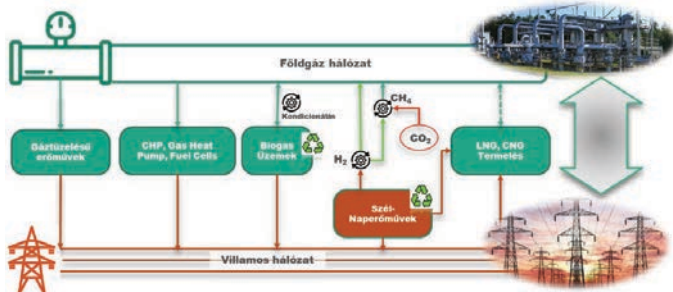 Földgáz hálózat
Kondicionálás
CH₄
CO₂
H₂
Gáztüzelésű
erőművek
CHP, Gas Heat
Pump, Fuel Cells
Biogas
Üzemek
LNG, CNG
Termelés
Szél-
Naperőművek
Villamos hálózat